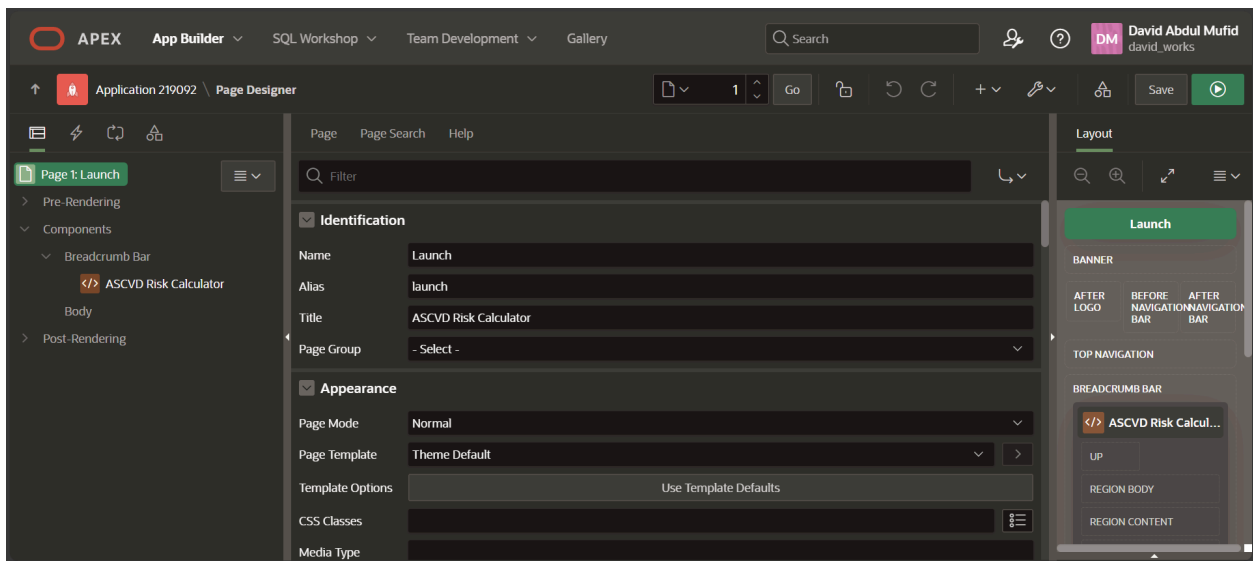 APEX App Builder SQL Workshop Team Development Gallery Search DM David Abdul Mufid
david_works
Application 219092 \ Page Designer 1 Go Save
Page 1: Launch
Pre-Rendering
Components
Breadcrumb Bar
</> ASCVD Risk Calculator
Body
Post-Rendering
Page Page Search Help
Filter
Identification
Name Launch
Alias launch
Title ASCVD Risk Calculator
Page Group - Select -
Appearance
Page Mode Normal
Page Template Theme Default
Template Options Use Template Defaults
CSS Classes
Media Type
Layout
Launch
BANNER
AFTER LOGO
BEFORE NAVIGATION BAR
AFTER NAVIGATION BAR
TOP NAVIGATION
BREADCRUMB BAR
</> ASCVD Risk Calcul...
UP
REGION BODY
REGION CONTENT